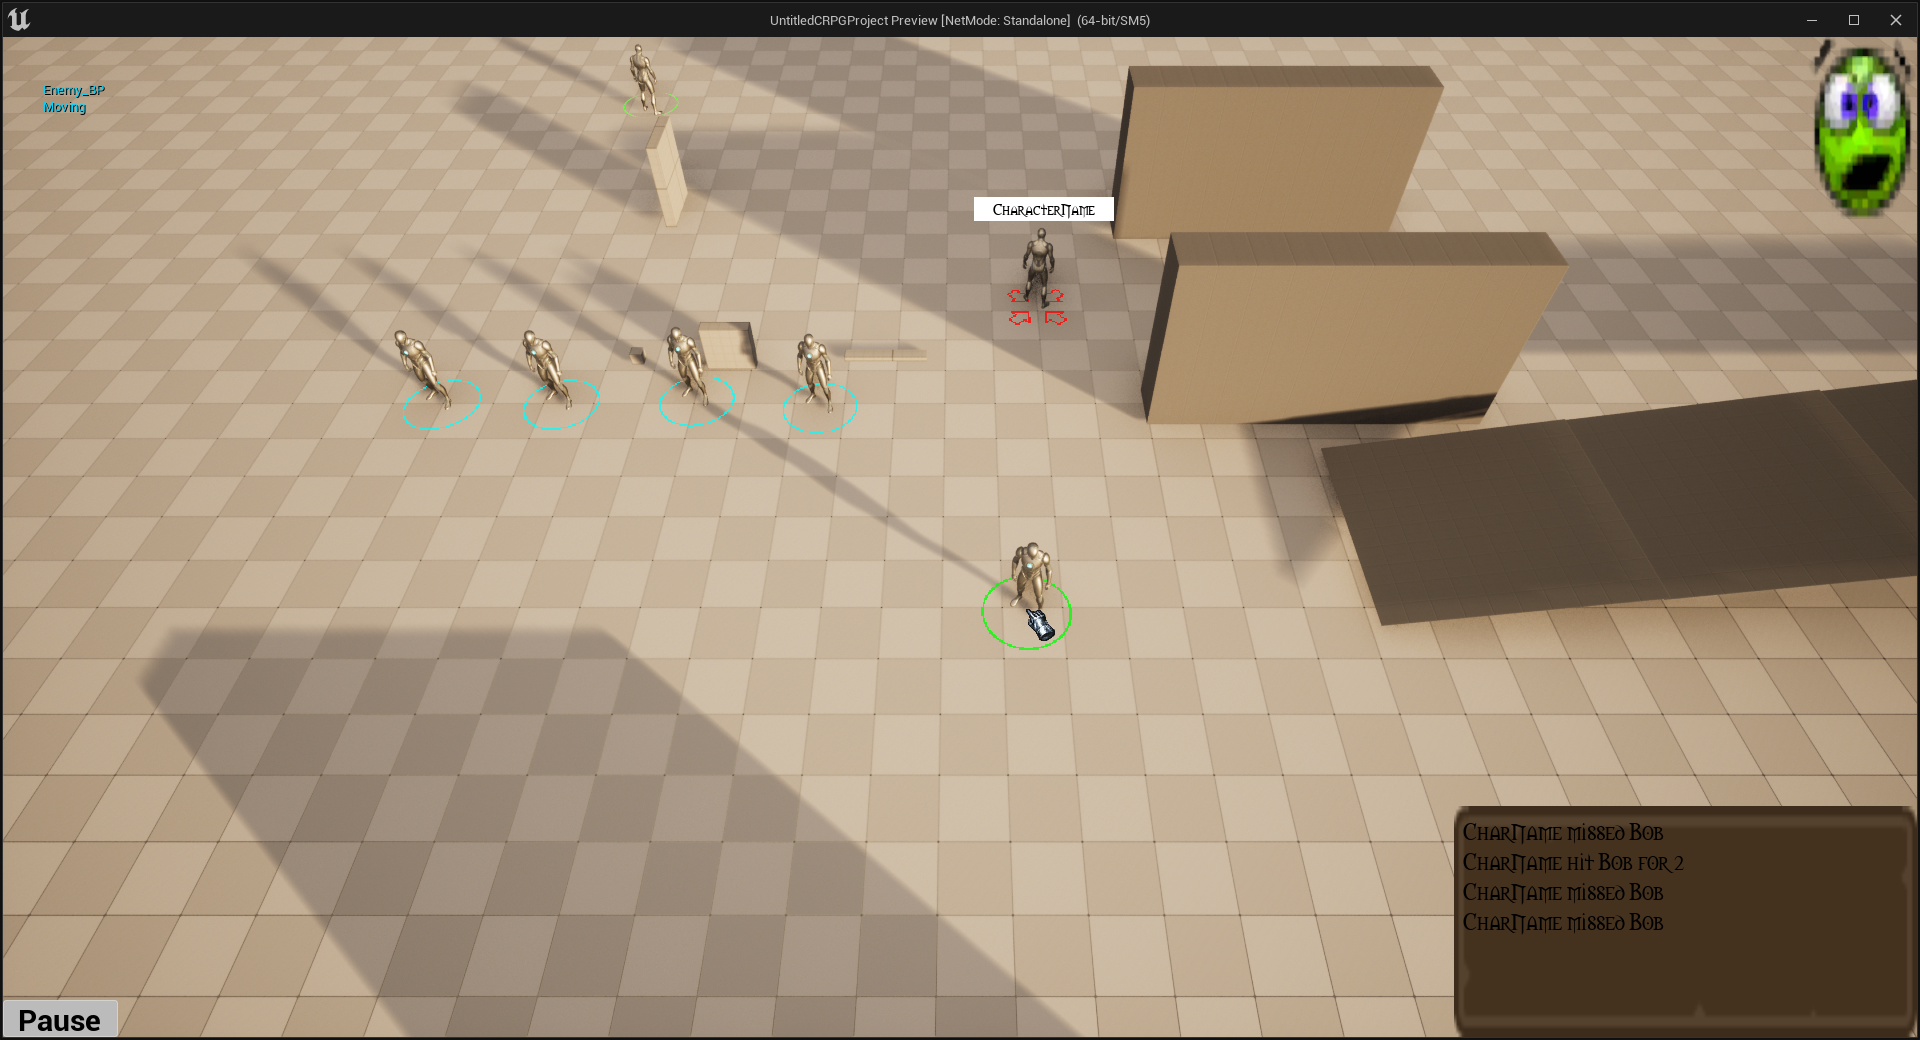 UntitledCRPGProject Preview [NetMode: Standalone] (64-bit/SM5)
Enemy_BP
Moving
CharacterName
CharName missed Bob
CharName hit Bob for 2
CharName missed Bob
CharName missed Bob
Pause